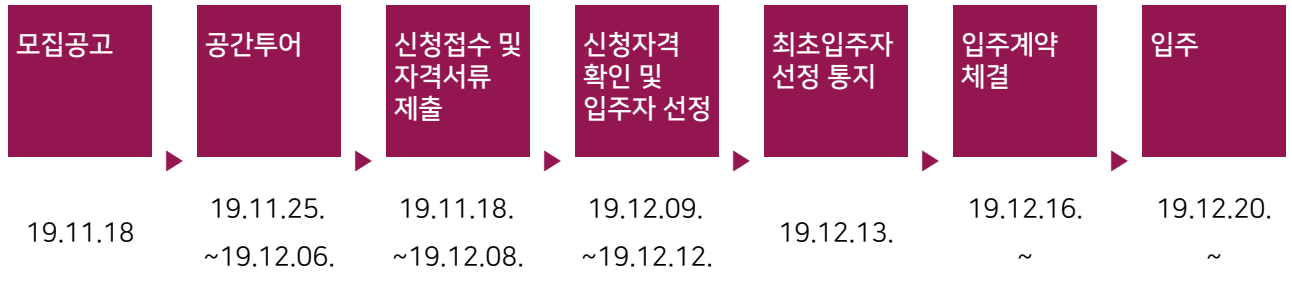 모집공고
공간투어
신청접수 및
자격서류
제출
신청자격
확인 및
입주자 선정
최초입주자
선정 통지
입주계약
체결
입주
19.11.18
19.11.25.
~19.12.06.
19.11.18.
~19.12.08.
19.12.09.
~19.12.12.
19.12.13.
19.12.16.
~
19.12.20.
~